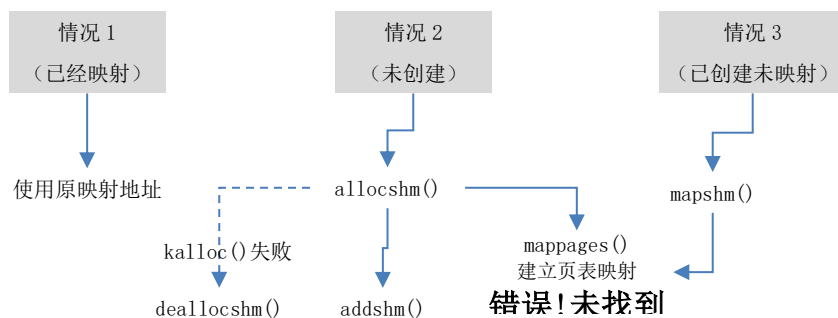 情况 1
（已经映射）
情况 2
（未创建）
情况 3
（已创建未映射）
使用原映射地址
allocshm()
mapshm()
kalloc()失败
mappages()
建立页表映射
deallocshm()
addshm()
错误!未找到